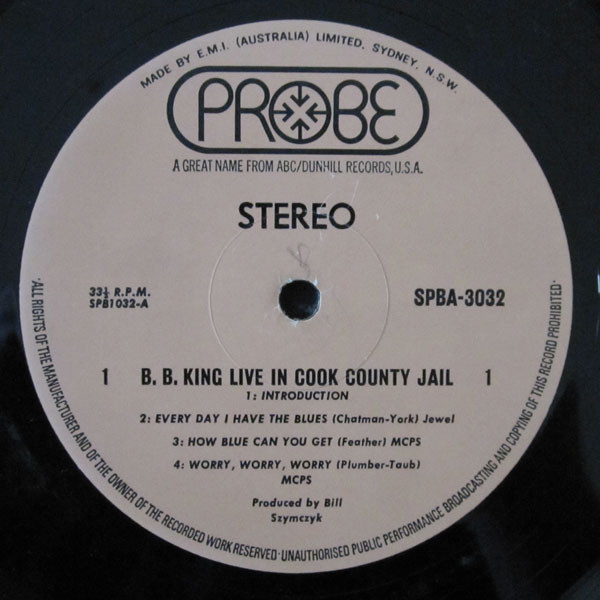 MADE BY E.M.I. (AUSTRALIA) LIMITED, SYDNEY, N.S.W.
PROBE
A GREAT NAME FROM ABC/DUNHILL RECORDS, U.S.A.
STEREO
33⅓ R.P.M.
SPB1032-A
SPBA-3032
1 B. B. KING LIVE IN COOK COUNTY JAIL 1
1: INTRODUCTION
2: EVERY DAY I HAVE THE BLUES (Chatman-York) Jewel
3: HOW BLUE CAN YOU GET (Feather) MCPS
4: WORRY, WORRY, WORRY (Plumber-Taub)
MCPS
Produced by Bill
Szymczyk
·ALL RIGHTS OF THE MANUFACTURER AND OF THE OWNER OF THE RECORDED WORK RESERVED·UNAUTHORISED PUBLIC PERFORMANCE BROADCASTING AND COPYING OF THIS RECORD PROHIBITED·